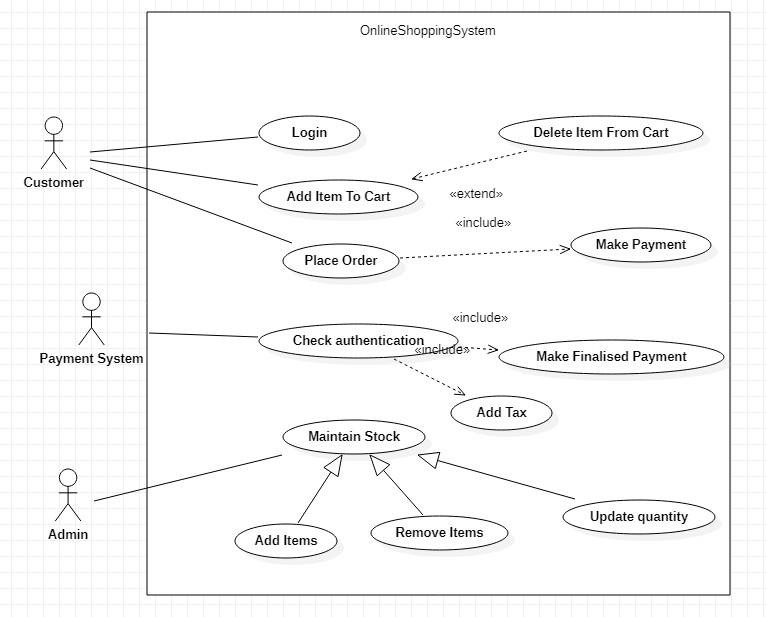 OnlineShoppingSystem
Login
Delete Item From Cart
Customer
Add Item To Cart
«extend»
«include»
Make Payment
Place Order
«include»
Check authentication
«include»
Make Finalised Payment
Payment System
Add Tax
Maintain Stock
Admin
Update quantity
Add Items
Remove Items